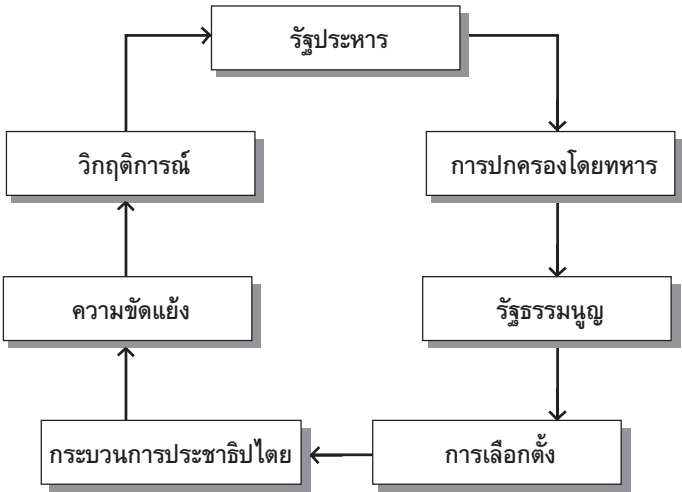 รัฐประหาร
วิกฤติการณ์
การปกครองโดยทหาร
ความขัดแย้ง
รัฐธรรมนูญ
กระบวนการประชาธิปไตย
การเลือกตั้ง